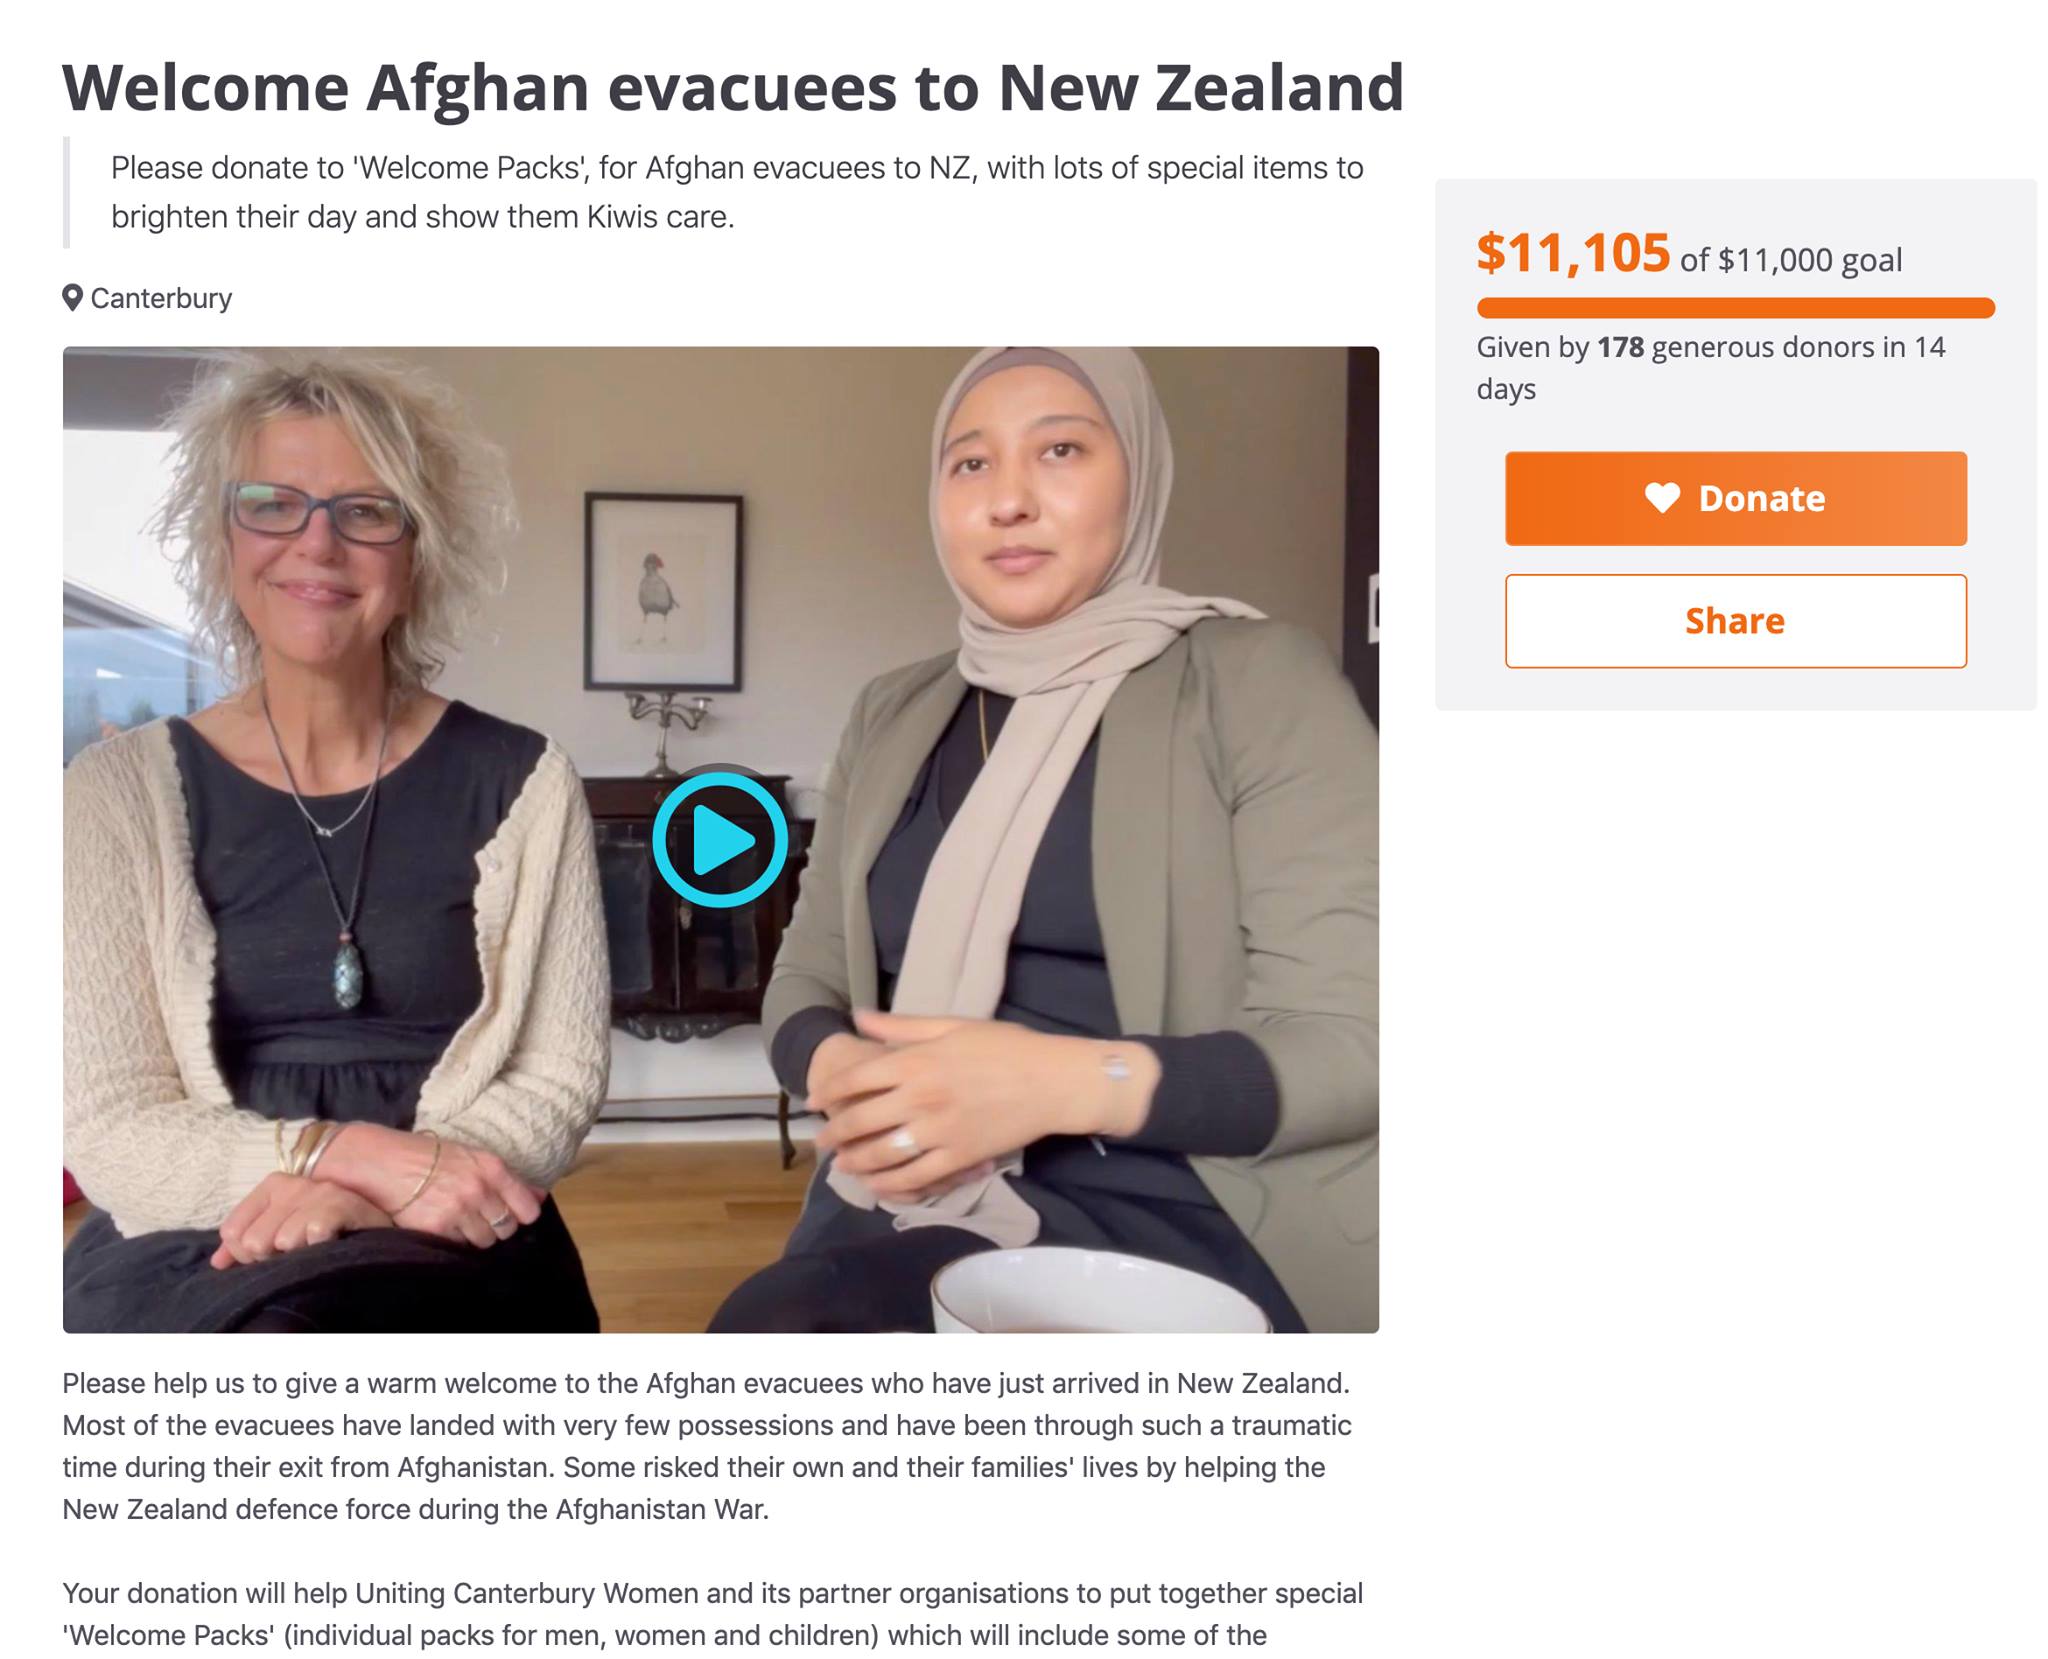 Welcome Afghan evacuees to New Zealand
Please donate to 'Welcome Packs', for Afghan evacuees to NZ, with lots of special items to
brighten their day and show them Kiwis care.
Canterbury
$11,105 of $11,000 goal
Given by 178 generous donors in 14
days
Donate
Share
Please help us to give a warm welcome to the Afghan evacuees who have just arrived in New Zealand.
Most of the evacuees have landed with very few possessions and have been through such a traumatic
time during their exit from Afghanistan. Some risked their own and their families' lives by helping the
New Zealand defence force during the Afghanistan War.
Your donation will help Uniting Canterbury Women and its partner organisations to put together special
'Welcome Packs' (individual packs for men, women and children) which will include some of the